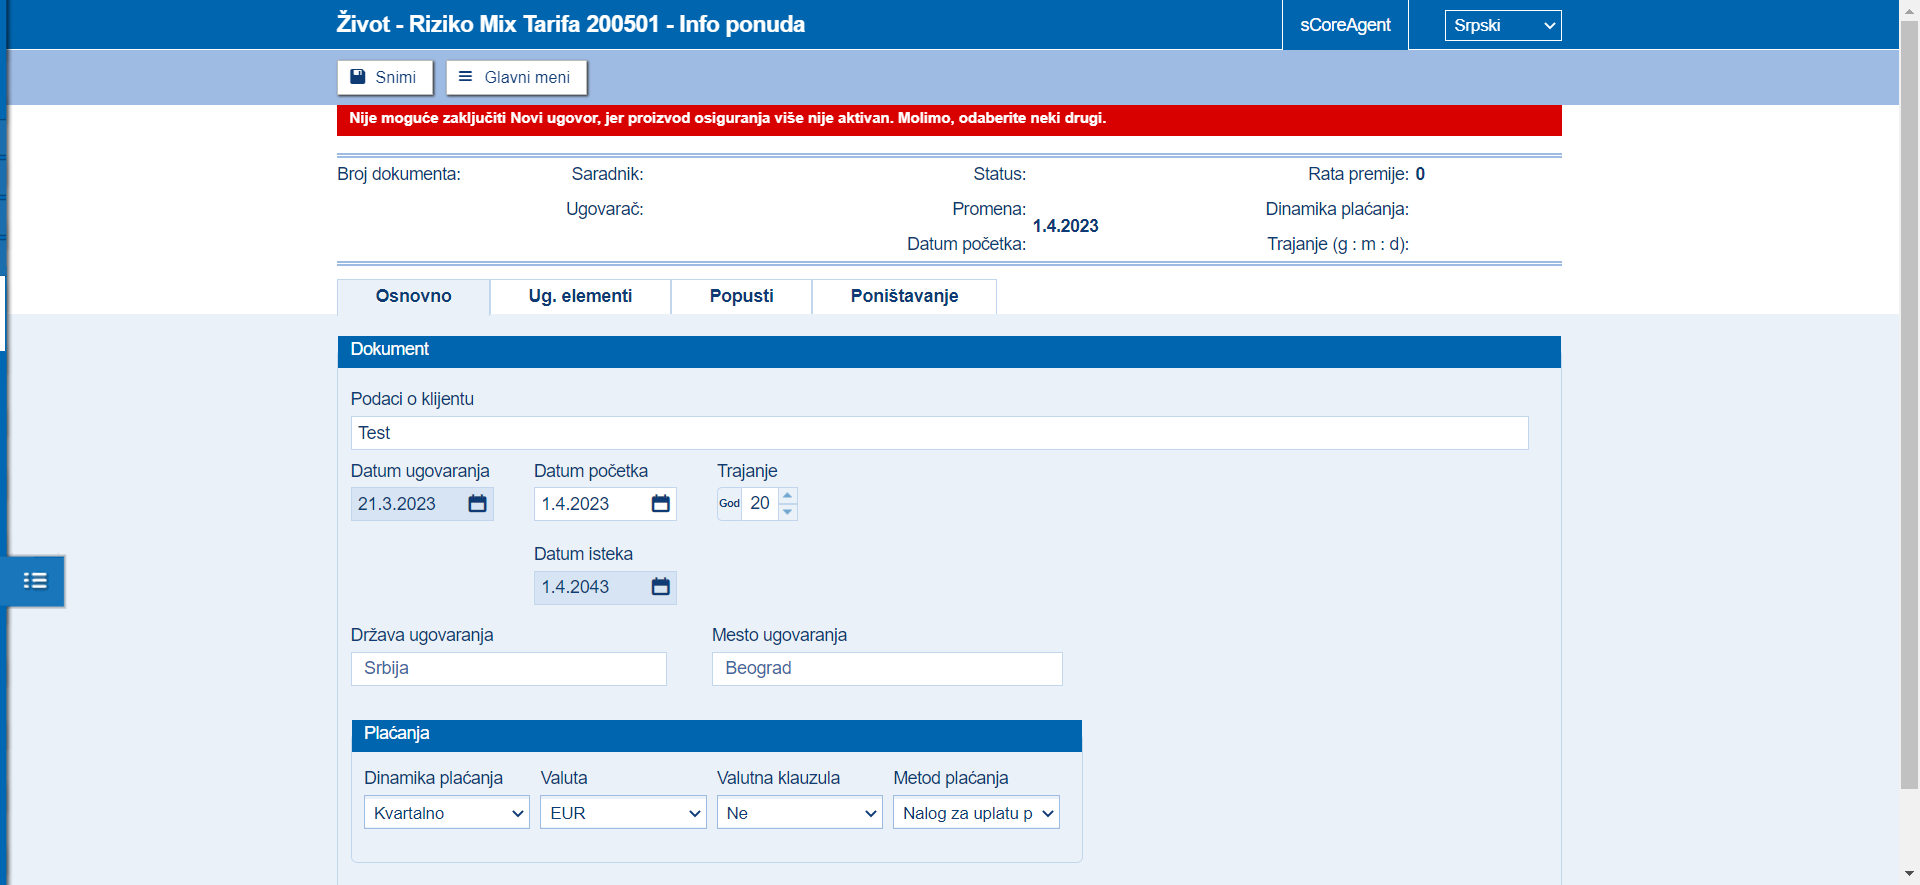 Život - Riziko Mix Tarifa 200501 - Info ponuda
sCoreAgent
Srpski
Snimi
Glavni meni
Nije moguće zaključiti Novi ugovor, jer proizvod osiguranja više nije aktivan. Molimo, odaberite neki drugi.
Broj dokumenta: Saradnik: Status: Rata premije: 0
Ugovarač: Promena: Dinamika plaćanja:
1.4.2023
Datum početka: Trajanje (g : m : d):
Osnovno Ug. elementi Popusti Poništavanje
Dokument
Podaci o klijentu
Test
Datum ugovaranja Datum početka Trajanje
21.3.2023 1.4.2023 God 20
Datum isteka
1.4.2043
Država ugovaranja Mesto ugovaranja
Srbija Beograd
Plaćanja
Dinamika plaćanja Valuta Valutna klauzula Metod plaćanja
Kvartalno EUR Ne Nalog za uplatu p